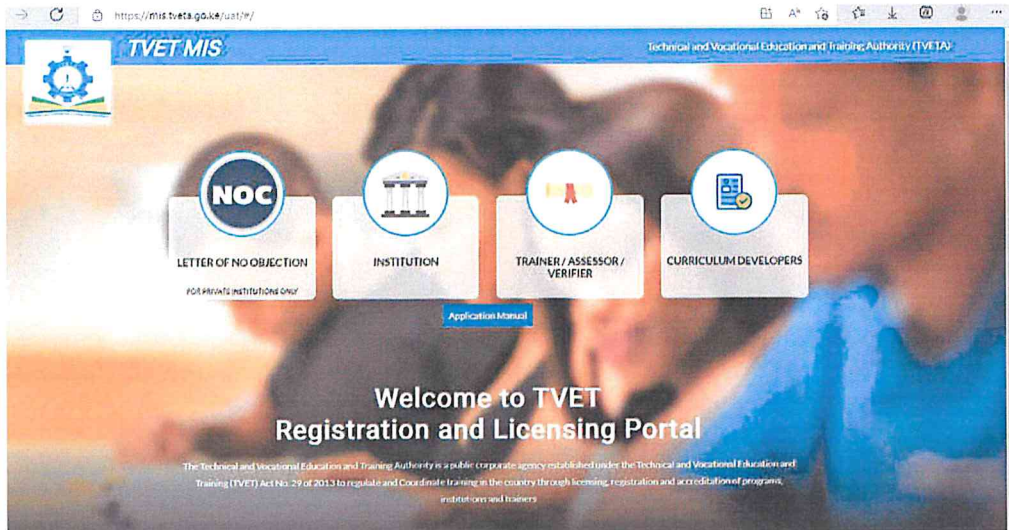 https://mis.tveta.go.ke/uat/#/
TVET MIS
Technical and Vocational Education and Training Authority (TVETA)
NOC
LETTER OF NO OBJECTION
FOR PRIVATE INSTITUTIONS ONLY
INSTITUTION
TRAINER / ASSESSOR /
VERIFIER
CURRICULUM DEVELOPERS
Application Manual
Welcome to TVET
Registration and Licensing Portal
The Technical and Vocational Education and Training Authority is a public corporate agency established under the Technical and Vocational Education and
Training (TVET) Act No. 29 of 2013 to regulate and Coordinate training in the country through licensing, registration and accreditation of programs,
institutions and trainers